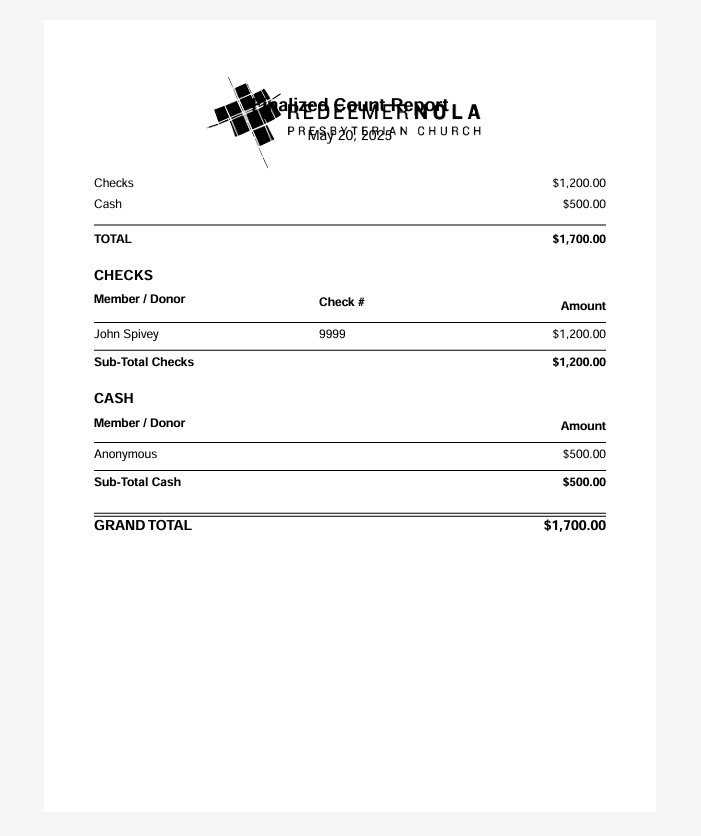 Finalized Count Report
REDEEMERNOLA
PRESBYTERIAN CHURCH
May 20, 2025
Checks $1,200.00
Cash $500.00
TOTAL $1,700.00
CHECKS
Member / Donor Check # Amount
John Spivey 9999 $1,200.00
Sub-Total Checks $1,200.00
CASH
Member / Donor Amount
Anonymous $500.00
Sub-Total Cash $500.00
GRAND TOTAL $1,700.00